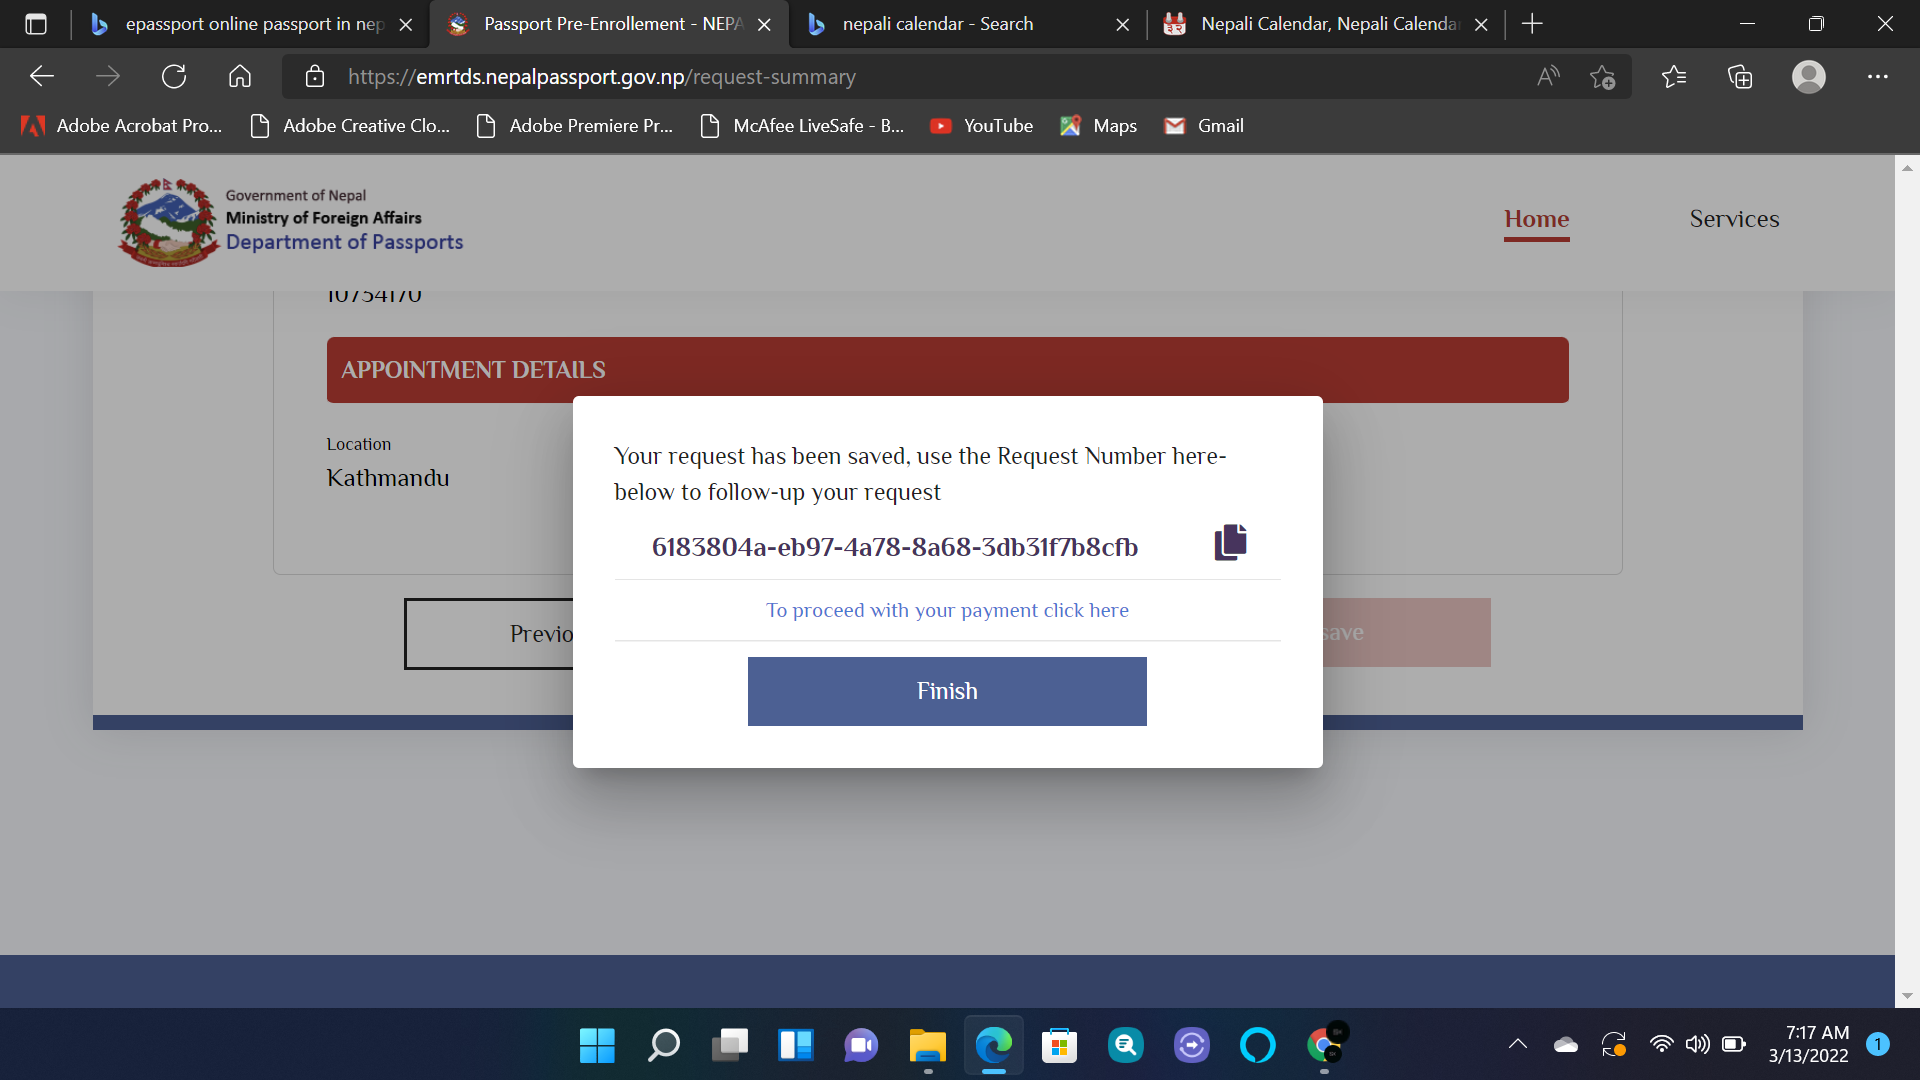 epassport online passport in nep
Passport Pre-Enrollement - NEPA
nepali calendar - Search
Nepali Calendar, Nepali Calenda
https://emrtds.nepalpassport.gov.np/request-summary
Adobe Acrobat Pro...
Adobe Creative Clo...
Adobe Premiere Pr...
McAfee LiveSafe - B...
YouTube
Maps
Gmail
Government of Nepal
Ministry of Foreign Affairs
Department of Passports
Home
Services
10754170
APPOINTMENT DETAILS
Location
Kathmandu
Your request has been saved, use the Request Number here-
below to follow-up your request
6183804a-eb97-4a78-8a68-3db31f7b8cfb
To proceed with your payment click here
Previo
save
Finish
7:17 AM
3/13/2022
1